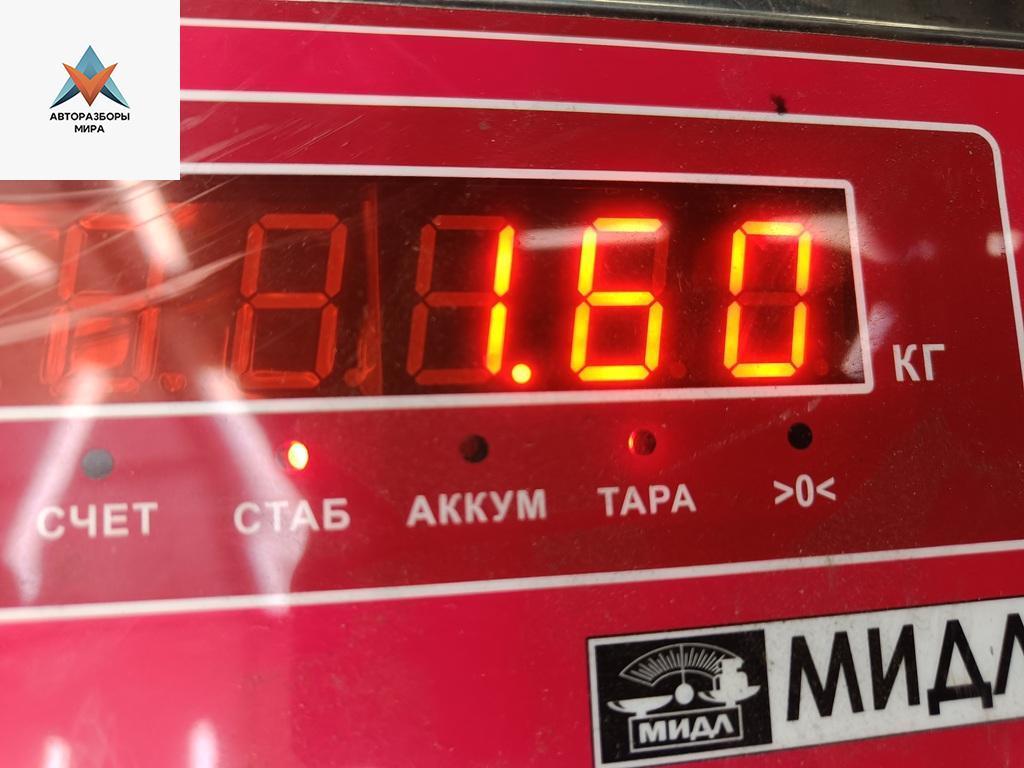 АВТОРАЗБОРЫ
МИРА
1.60
КГ
СЧЕТ СТАБ АККУМ ТАРА >0<
МИДЛ
МИДЛ